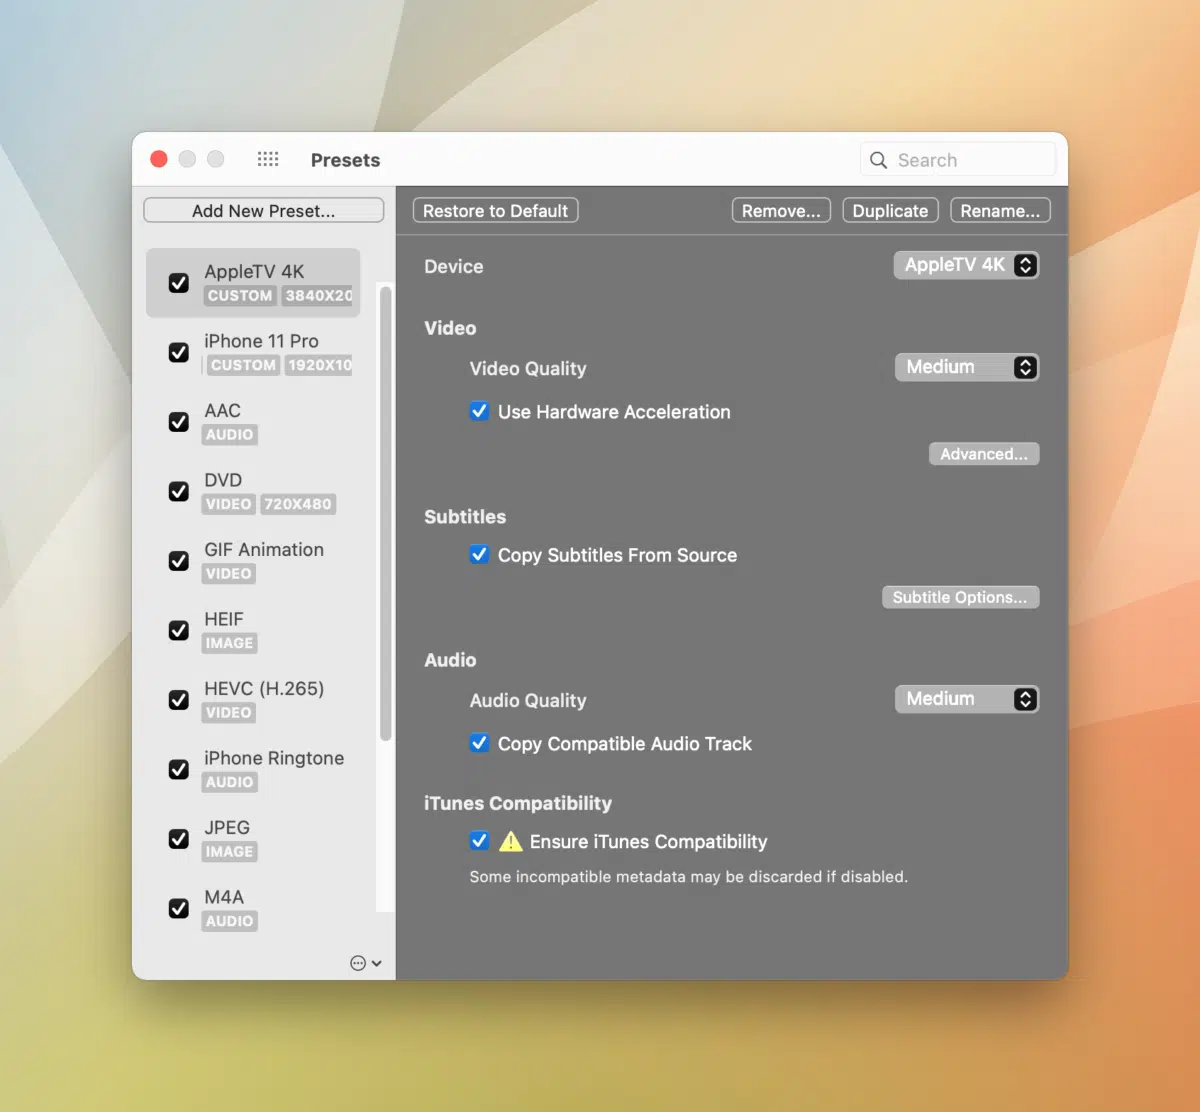 Presets
Search
Add New Preset...
Restore to Default
Remove...
Duplicate
Rename...
AppleTV 4K
CUSTOM 3840X20
iPhone 11 Pro
CUSTOM 1920X10
AAC
AUDIO
DVD
VIDEO 720X480
GIF Animation
VIDEO
HEIF
IMAGE
HEVC (H.265)
VIDEO
iPhone Ringtone
AUDIO
JPEG
IMAGE
M4A
AUDIO
Device
AppleTV 4K
Video
Video Quality
Medium
Use Hardware Acceleration
Advanced...
Subtitles
Copy Subtitles From Source
Subtitle Options...
Audio
Audio Quality
Medium
Copy Compatible Audio Track
iTunes Compatibility
Ensure iTunes Compatibility
Some incompatible metadata may be discarded if disabled.